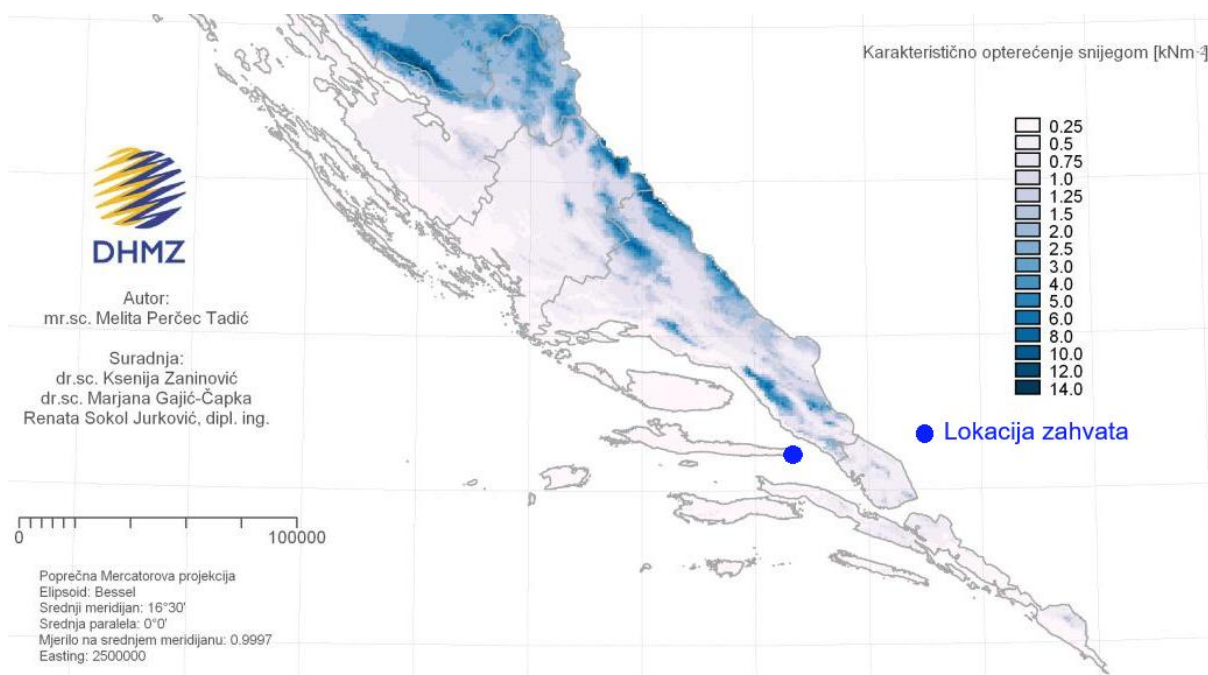 Karakteristično opterećenje snijegom [kNm⁻²]
0.25
0.5
0.75
1.0
1.25
1.5
2.0
2.5
3.0
4.0
5.0
6.0
8.0
10.0
12.0
14.0
Lokacija zahvata
DHMZ
Autor:
mr.sc. Melita Perčec Tadić
Suradnja:
dr.sc. Ksenija Zaninović
dr.sc. Marjana Gajić-Čapka
Renata Sokol Jurković, dipl. ing.
0 100000
Poprečna Mercatorova projekcija
Elipsoid: Bessel
Srednji meridijan: 16°30'
Srednja paralela: 0°0'
Mjerilo na srednjem meridijanu: 0.9997
Easting: 2500000